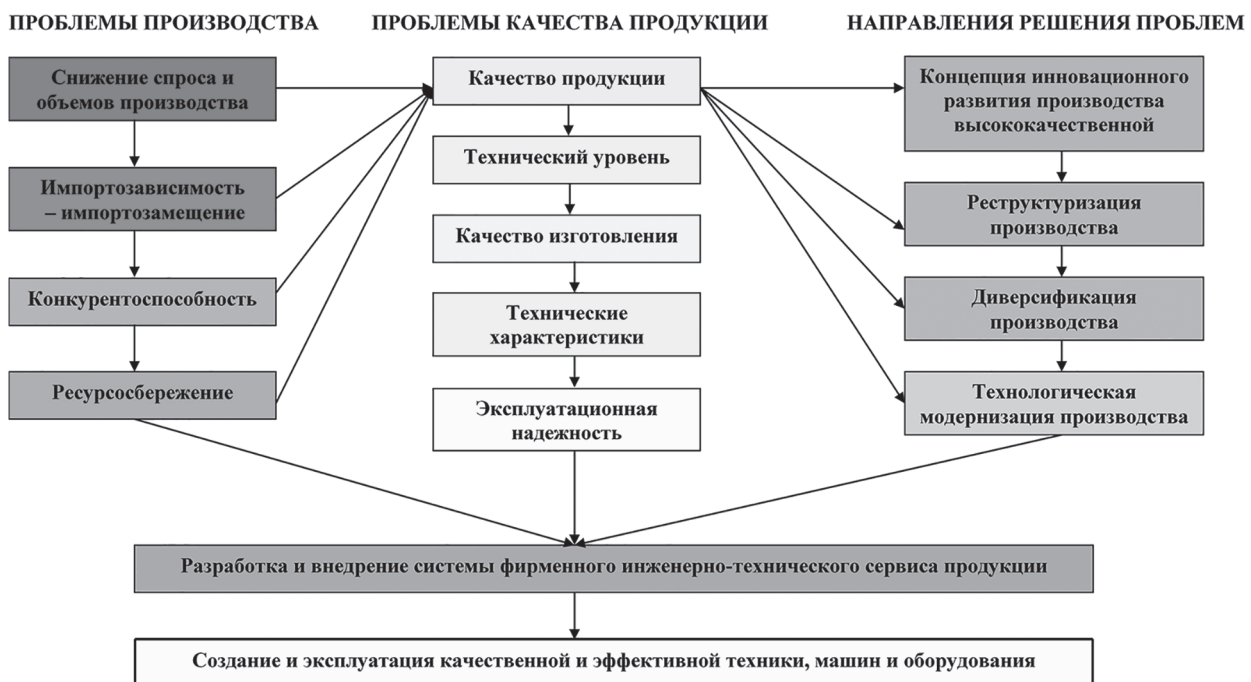 ПРОБЛЕМЫ ПРОИЗВОДСТВА
Снижение спроса и
объемов производства
Импортозависимость
– импортозамещение
Конкурентоспособность
Ресурсосбережение
ПРОБЛЕМЫ КАЧЕСТВА ПРОДУКЦИИ
Качество продукции
Технический уровень
Качество изготовления
Технические
характеристики
Эксплуатационная
надежность
НАПРАВЛЕНИЯ РЕШЕНИЯ ПРОБЛЕМ
Концепция инновационного
развития производства
высококачественной
Реструктуризация
производства
Диверсификация
производства
Технологическая
модернизация производства
Разработка и внедрение системы фирменного инженерно-технического сервиса продукции
Создание и эксплуатация качественной и эффективной техники, машин и оборудования